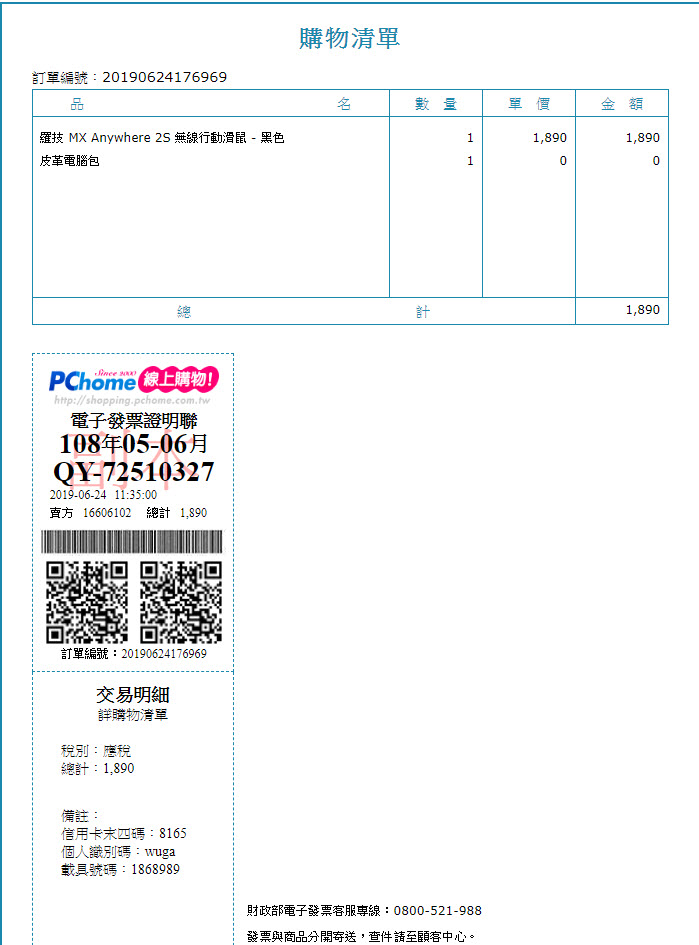 購物清單
訂單編號：20190624176969
品 名 數 量 單 價 金 額
羅技 MX Anywhere 2S 無線行動滑鼠 - 黑色 1 1,890 1,890
皮革電腦包 1 0 0
總 計 1,890
Since 2000
PChome 線上購物!
http://shopping.pchome.com.tw
電子發票證明聯
副本
108年05-06月
QY-72510327
2019-06-24 11:35:00
賣方 16606102 總計 1,890
訂單編號：20190624176969
交易明細
詳購物清單
稅別：應稅
總計：1,890
備註：
信用卡末四碼：8165
個人識別碼：wuga
載具號碼：1868989
財政部電子發票客服專線：0800-521-988
發票與商品分開寄送，查件請至顧客中心。